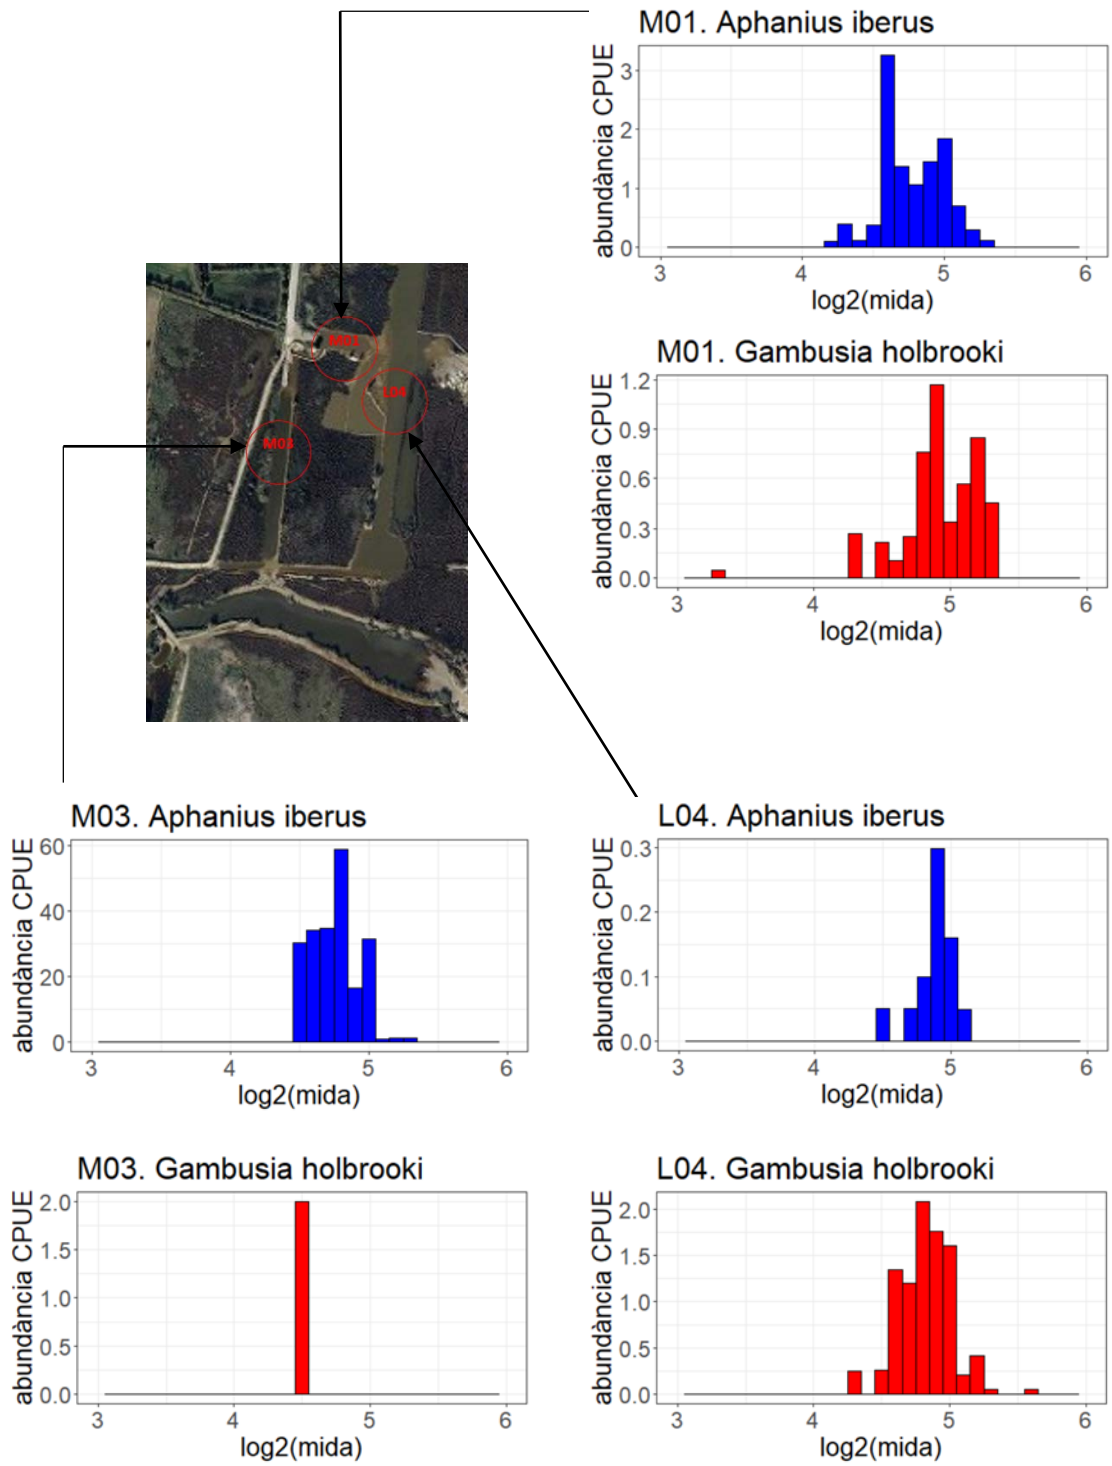 M01. Aphanius iberus
abundància CPUE
3
2
1
0
3 4 5 6
log2(mida)
M01. Gambusia holbrooki
abundància CPUE
1.2
0.9
0.6
0.3
0.0
3 4 5 6
log2(mida)
M01
L04
M03
M03. Aphanius iberus
abundància CPUE
60
40
20
0
3 4 5 6
log2(mida)
L04. Aphanius iberus
abundància CPUE
0.3
0.2
0.1
0.0
3 4 5 6
log2(mida)
M03. Gambusia holbrooki
abundància CPUE
2.0
1.5
1.0
0.5
0.0
3 4 5 6
log2(mida)
L04. Gambusia holbrooki
abundància CPUE
2.0
1.5
1.0
0.5
0.0
3 4 5 6
log2(mida)